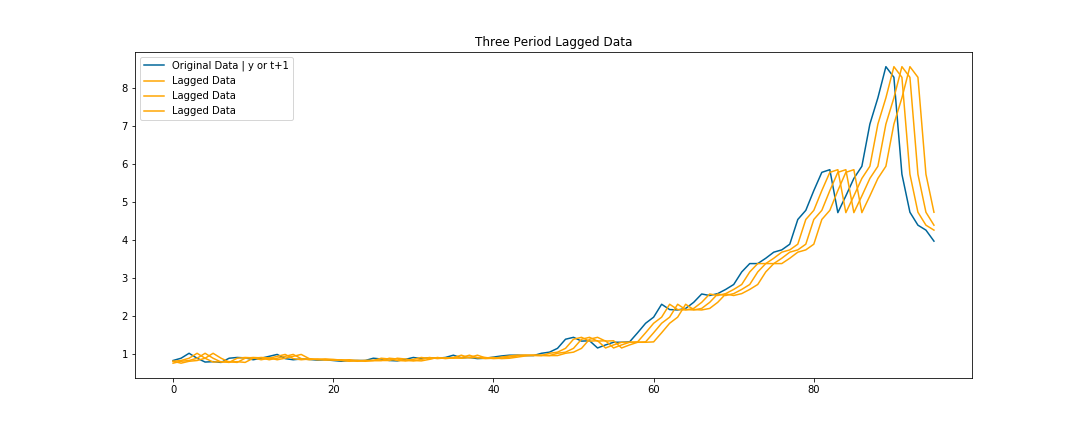 Three Period Lagged Data
Original Data | y or t+1
Lagged Data
Lagged Data
Lagged Data
8
7
6
5
4
3
2
1
0 20 40 60 80